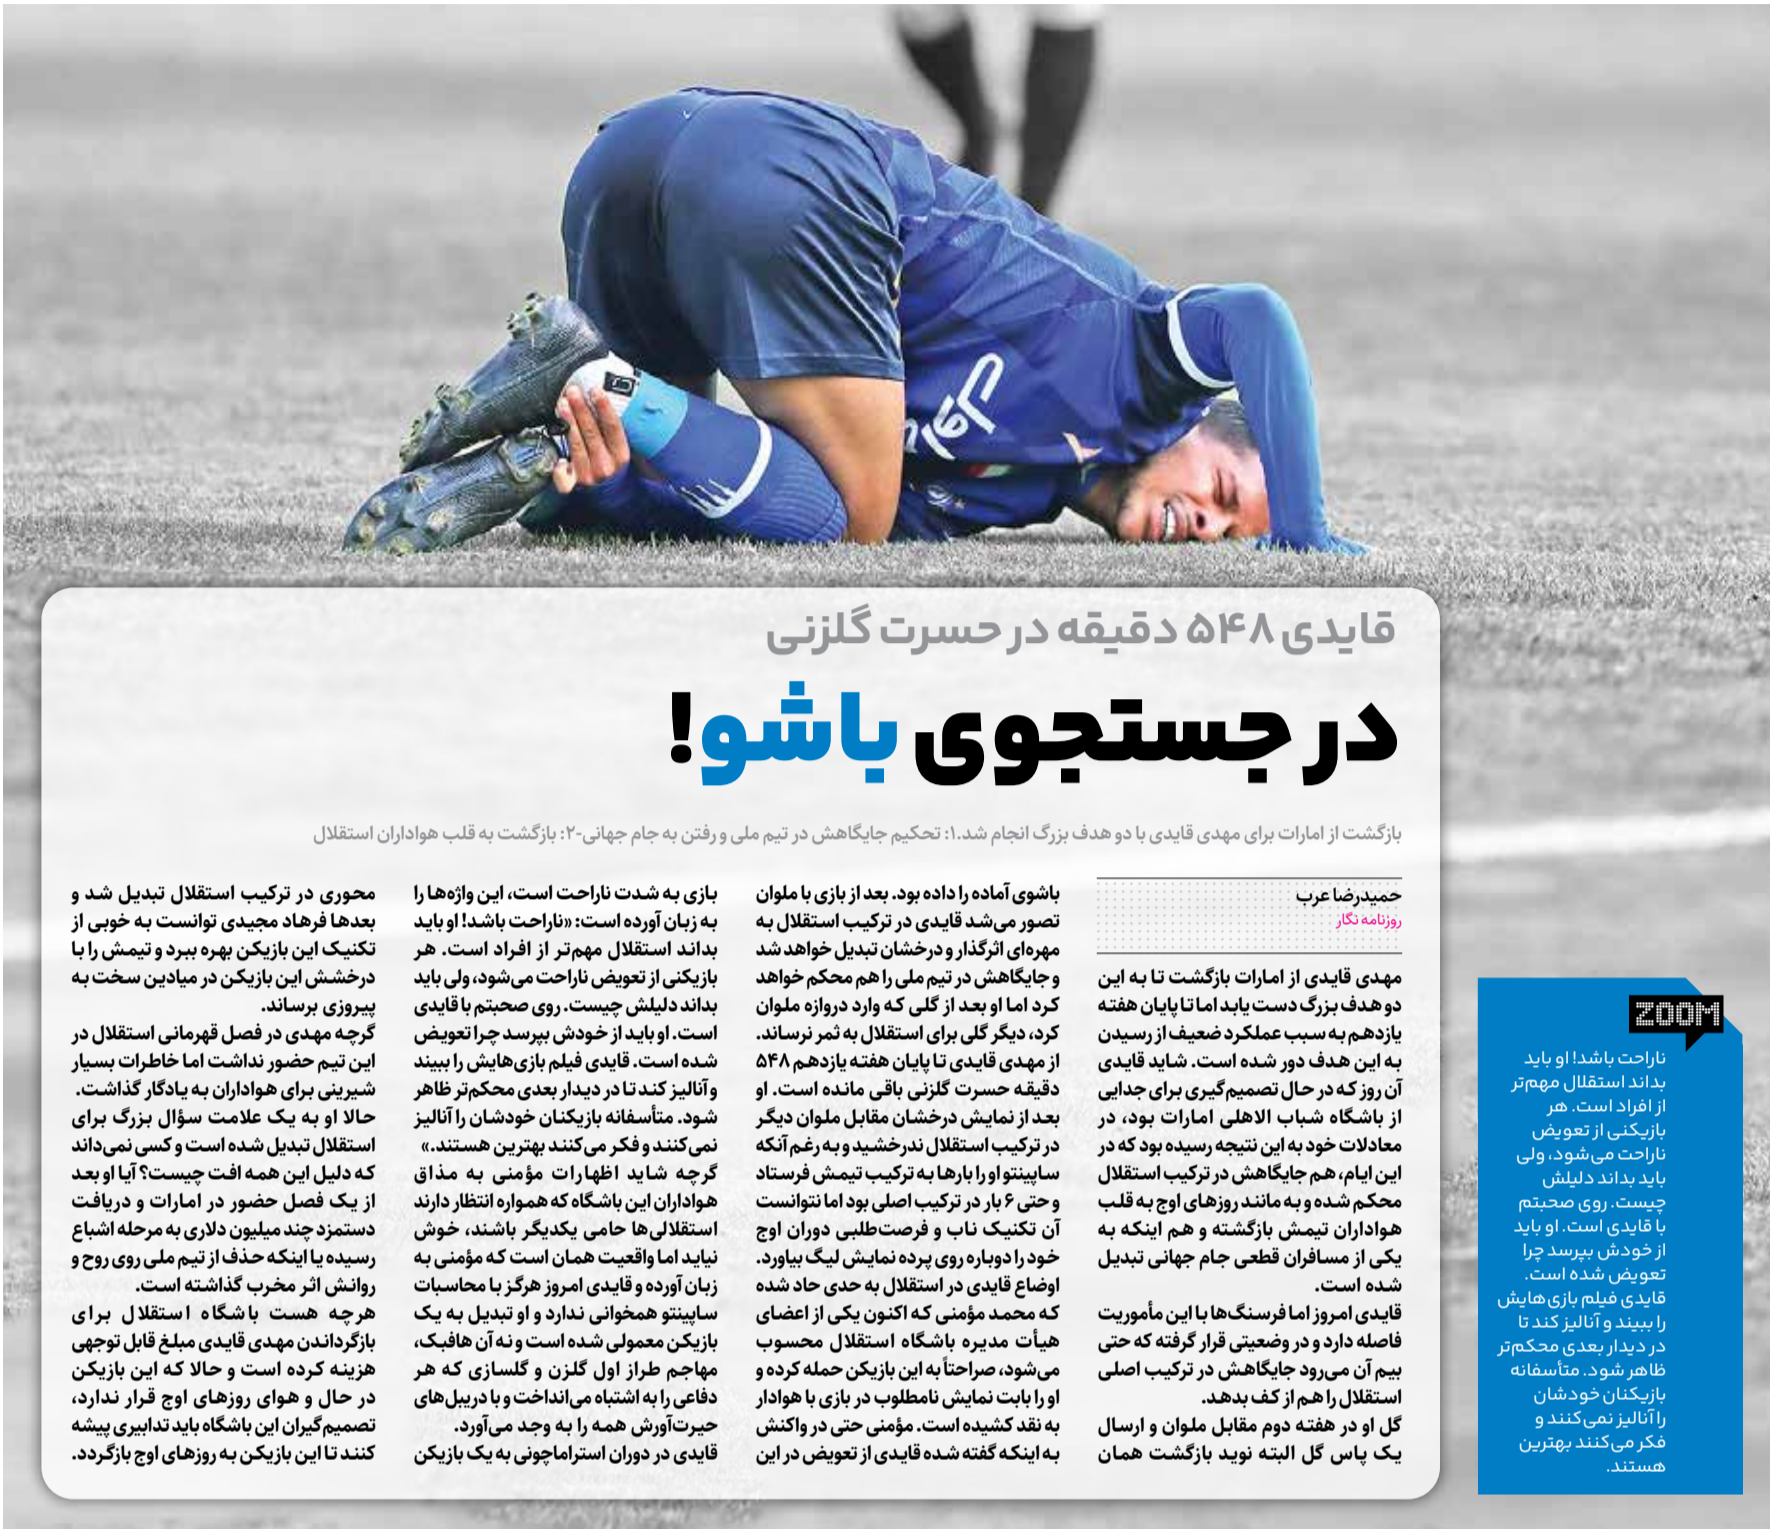 اول
قایدی ۵۴۸ دقیقه در حسرت گلزنی
در جستجوی باشو!
بازگشت از امارات برای مهدی قایدی با دو هدف بزرگ انجام شد.۱: تحکیم جایگاهش در تیم ملی و رفتن به جام جهانی-۲: بازگشت به قلب هواداران استقلال
حمیدرضا عرب
روزنامه نگار
مهدی قایدی از امارات بازگشت تا به این
دو هدف بزرگ دست یابد اما تا پایان هفته
یازدهم به سبب عملکرد ضعیف از رسیدن
به این هدف دور شده است. شاید قایدی
آن روز که در حال تصمیم‌گیری برای جدایی
از باشگاه شباب الاهلی امارات بود، در
معادلات خود به این نتیجه رسیده بود که در
این ایام، هم جایگاهش در ترکیب استقلال
محکم شده و به مانند روزهای اوج به قلب
هواداران تیمش بازگشته و هم اینکه به
یکی از مسافران قطعی جام جهانی تبدیل
شده است.
قایدی امروز اما فرسنگ‌ها با این مأموریت
فاصله دارد و در وضعیتی قرار گرفته که حتی
بیم آن می‌رود جایگاهش در ترکیب اصلی
استقلال را هم از کف بدهد.
گل او در هفته دوم مقابل ملوان و ارسال
یک پاس گل البته نوید بازگشت همان
باشوی آماده را داده بود. بعد از بازی با ملوان
تصور می‌شد قایدی در ترکیب استقلال به
مهره‌ای اثرگذار و درخشان تبدیل خواهد شد
و جایگاهش در تیم ملی را هم محکم خواهد
کرد اما او بعد از گلی که وارد دروازه ملوان
کرد، دیگر گلی برای استقلال به ثمر نرساند.
از مهدی قایدی تا پایان هفته یازدهم ۵۴۸
دقیقه حسرت گلزنی باقی مانده است. او
بعد از نمایش درخشان مقابل ملوان دیگر
در ترکیب استقلال ندرخشید و به رغم آنکه
ساپینتو او را بارها به ترکیب تیمش فرستاد
و حتی ۶ بار در ترکیب اصلی بود اما نتوانست
آن تکنیک ناب و فرصت‌طلبی دوران اوج
خود را دوباره روی پرده نمایش لیگ بیاورد.
اوضاع قایدی در استقلال به حدی حاد شده
که محمد مؤمنی که اکنون یکی از اعضای
هیأت مدیره باشگاه استقلال محسوب
می‌شود، صراحتاً به این بازیکن حمله کرده و
او را بابت نمایش نامطلوب در بازی با هوادار
به نقد کشیده است. مؤمنی حتی در واکنش
به اینکه گفته شده قایدی از تعویض در این
بازی به شدت ناراحت است، این واژه‌ها را
به زبان آورده است: «ناراحت باشد! او باید
بداند استقلال مهم‌تر از افراد است. هر
بازیکنی از تعویض ناراحت می‌شود، ولی باید
بداند دلیلش چیست. روی صحبتم با قایدی
است. او باید از خودش بپرسد چرا تعویض
شده است. قایدی فیلم بازی‌هایش را ببیند
و آنالیز کند تا در دیدار بعدی محکم‌تر ظاهر
شود. متأسفانه بازیکنان خودشان را آنالیز
نمی‌کنند و فکر می‌کنند بهترین هستند.»
گرچه شاید اظهارات مؤمنی به مذاق
هواداران این باشگاه که همواره انتظار دارند
استقلالی‌ها حامی یکدیگر باشند، خوش
نیاید اما واقعیت همان است که مؤمنی به
زبان آورده و قایدی امروز هرگز با محاسبات
ساپینتو همخوانی ندارد و او تبدیل به یک
بازیکن معمولی شده است و نه آن هافبک،
مهاجم طراز اول گلزن و گلسازی که هر
دفاعی را به اشتباه می‌انداخت و با دریبل‌های
حیرت‌آورش همه را به وجد می‌آورد.
قایدی در دوران استراماچونی به یک بازیکن
محوری در ترکیب استقلال تبدیل شد و
بعدها فرهاد مجیدی توانست به خوبی از
تکنیک این بازیکن بهره ببرد و تیمش را با
درخشش این بازیکن در میادین سخت به
پیروزی برساند.
گرچه مهدی در فصل قهرمانی استقلال در
این تیم حضور نداشت اما خاطرات بسیار
شیرینی برای هواداران به یادگار گذاشت.
حالا او به یک علامت سؤال بزرگ برای
استقلال تبدیل شده است و کسی نمی‌داند
که دلیل این همه افت چیست؟ آیا او بعد
از یک فصل حضور در امارات و دریافت
دستمزد چند میلیون دلاری به مرحله اشباع
رسیده یا اینکه حذف از تیم ملی روی روح و
روانش اثر مخرب گذاشته است.
هرچه هست باشگاه استقلال برای
بازگرداندن مهدی قایدی مبلغ قابل توجهی
هزینه کرده است و حالا که این بازیکن
در حال و هوای روزهای اوج قرار ندارد،
تصمیم‌گیران این باشگاه باید تدابیری پیشه
کنند تا این بازیکن به روزهای اوج بازگردد.
ZOOM
ناراحت باشد! او باید
بداند استقلال مهم‌تر
از افراد است. هر
بازیکنی از تعویض
ناراحت می‌شود، ولی
باید بداند دلیلش
چیست. روی صحبتم
با قایدی است. او باید
از خودش بپرسد چرا
تعویض شده است.
قایدی فیلم بازی‌هایش
را ببیند و آنالیز کند تا
در دیدار بعدی محکم‌تر
ظاهر شود. متأسفانه
بازیکنان خودشان
را آنالیز نمی‌کنند و
فکر می‌کنند بهترین
هستند.